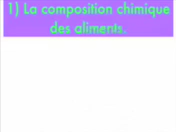 1) La composition chimique
des aliments.